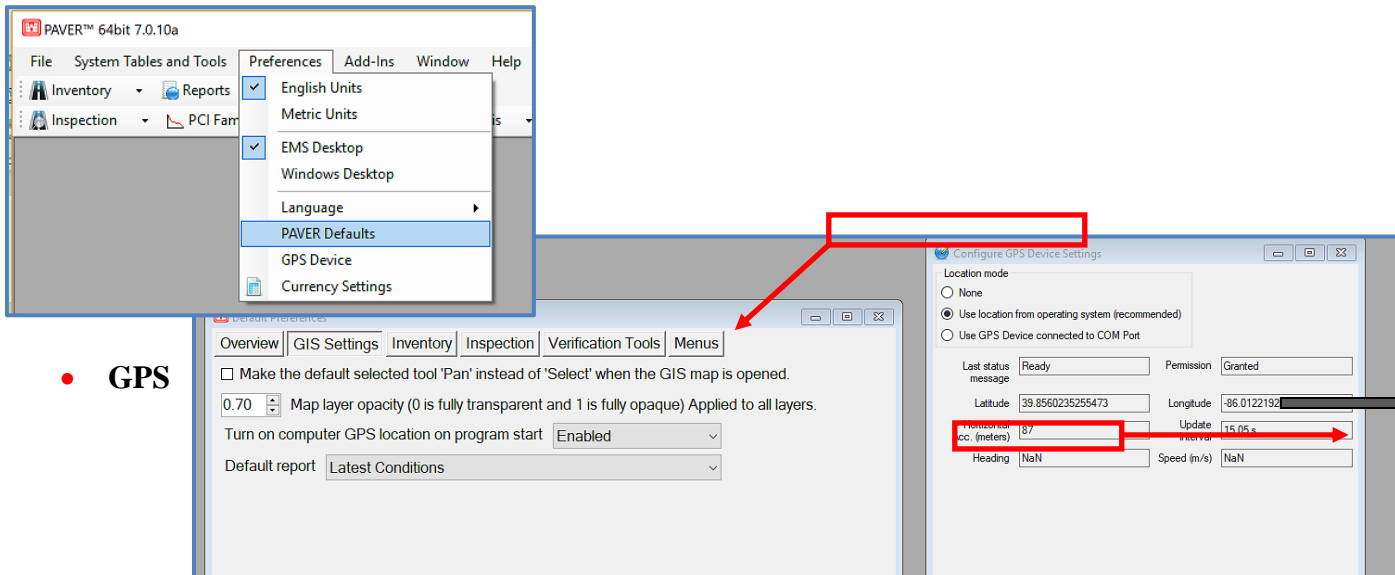 PAVER™ 64bit 7.0.10a
File System Tables and Tools Preferences Add-Ins Window Help
Inventory Reports
Inspection PCI Fam is
English Units
Metric Units
EMS Desktop
Windows Desktop
Language
PAVER Defaults
GPS Device
Currency Settings
• GPS
Default Preferences
Overview GIS Settings Inventory Inspection Verification Tools Menus
Make the default selected tool 'Pan' instead of 'Select' when the GIS map is opened.
0.70 Map layer opacity (0 is fully transparent and 1 is fully opaque) Applied to all layers.
Turn on computer GPS location on program start Enabled
Default report Latest Conditions
Configure GPS Device Settings
Location mode
None
Use location from operating system (recommended)
Use GPS Device connected to COM Port
Last status message Ready Permission Granted
Latitude 39.8560235255473 Longitude -86.0122192
Horizontal Acc. (meters) 87 Update interval 15.05 s
Heading NaN Speed (m/s) NaN